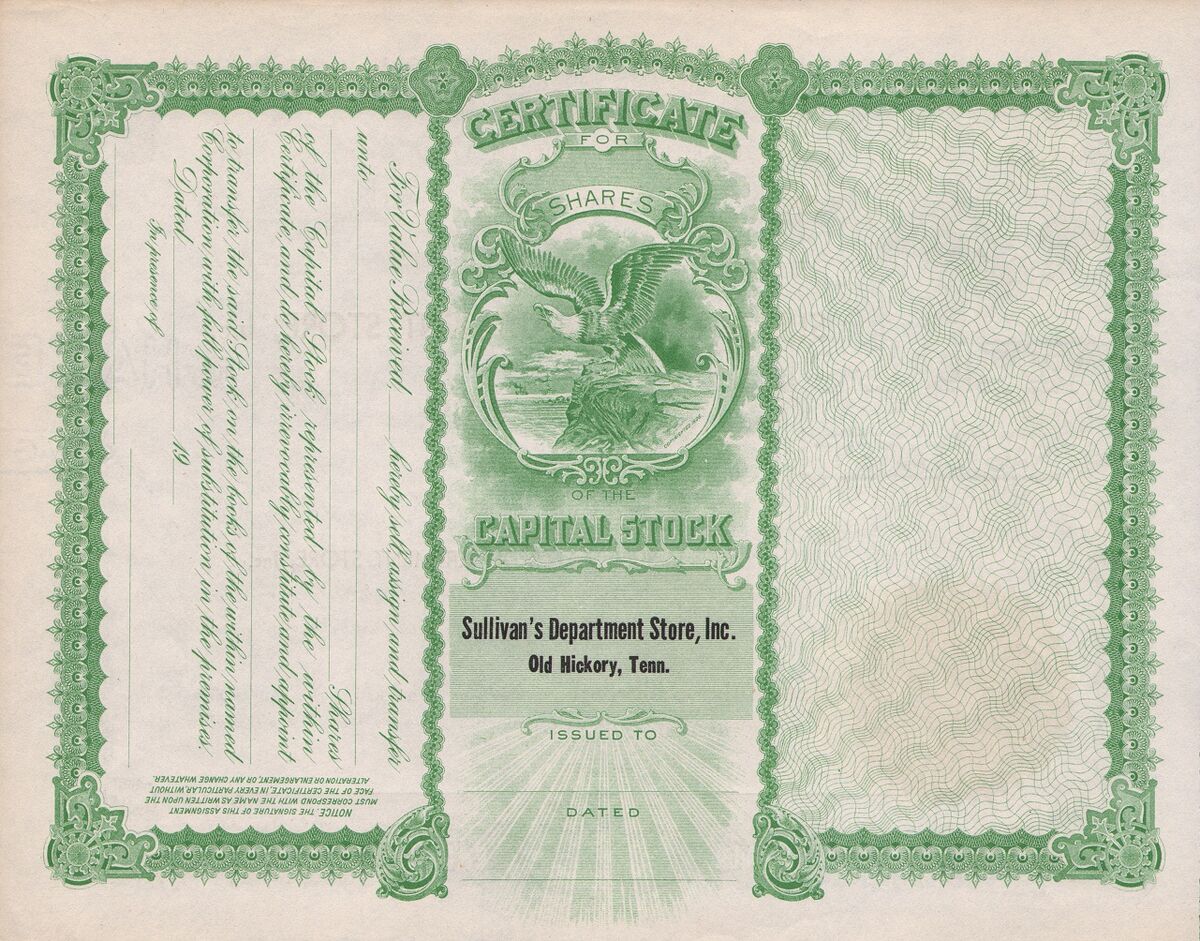 For Value Received, hereby sell, assign and transfer
unto
Shares
of the Capital Stock represented by the within
Certificate, and do hereby irrevocably constitute and appoint
to transfer the said Stock on the books of the within named
Corporation with full power of substitution in the premises.
Dated 19
In presence of
NOTICE. THE SIGNATURE OF THIS ASSIGNMENT
MUST CORRESPOND WITH THE NAME AS WRITTEN UPON THE
FACE OF THE CERTIFICATE, IN EVERY PARTICULAR, WITHOUT
ALTERATION OR ENLARGEMENT, OR ANY CHANGE WHATEVER.
CERTIFICATE
FOR
SHARES
OF THE
CAPITAL STOCK
Sullivan's Department Store, Inc.
Old Hickory, Tenn.
ISSUED TO
DATED